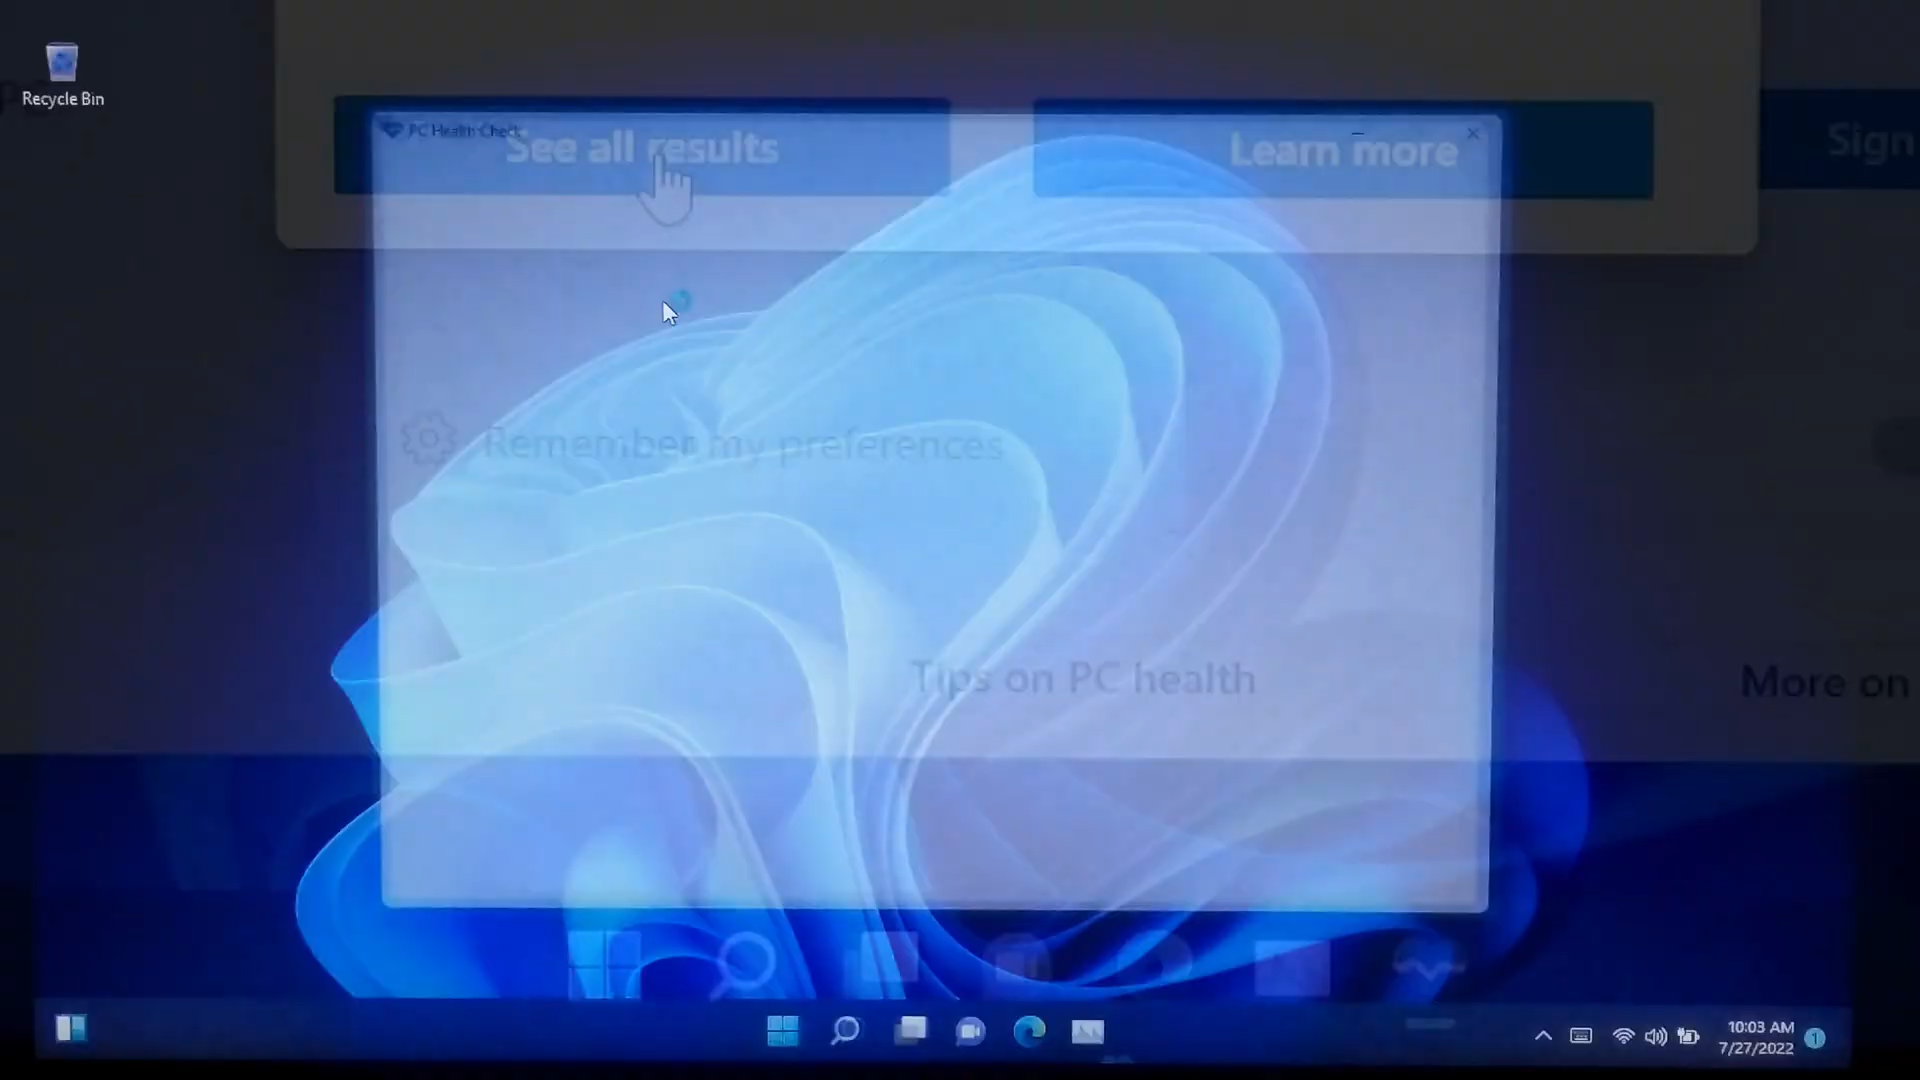 Recycle Bin
PC Health Check
See all results
Learn more
Sign
Remember my preferences
Tips on PC health
More on
10:03 AM
7/27/2022
1